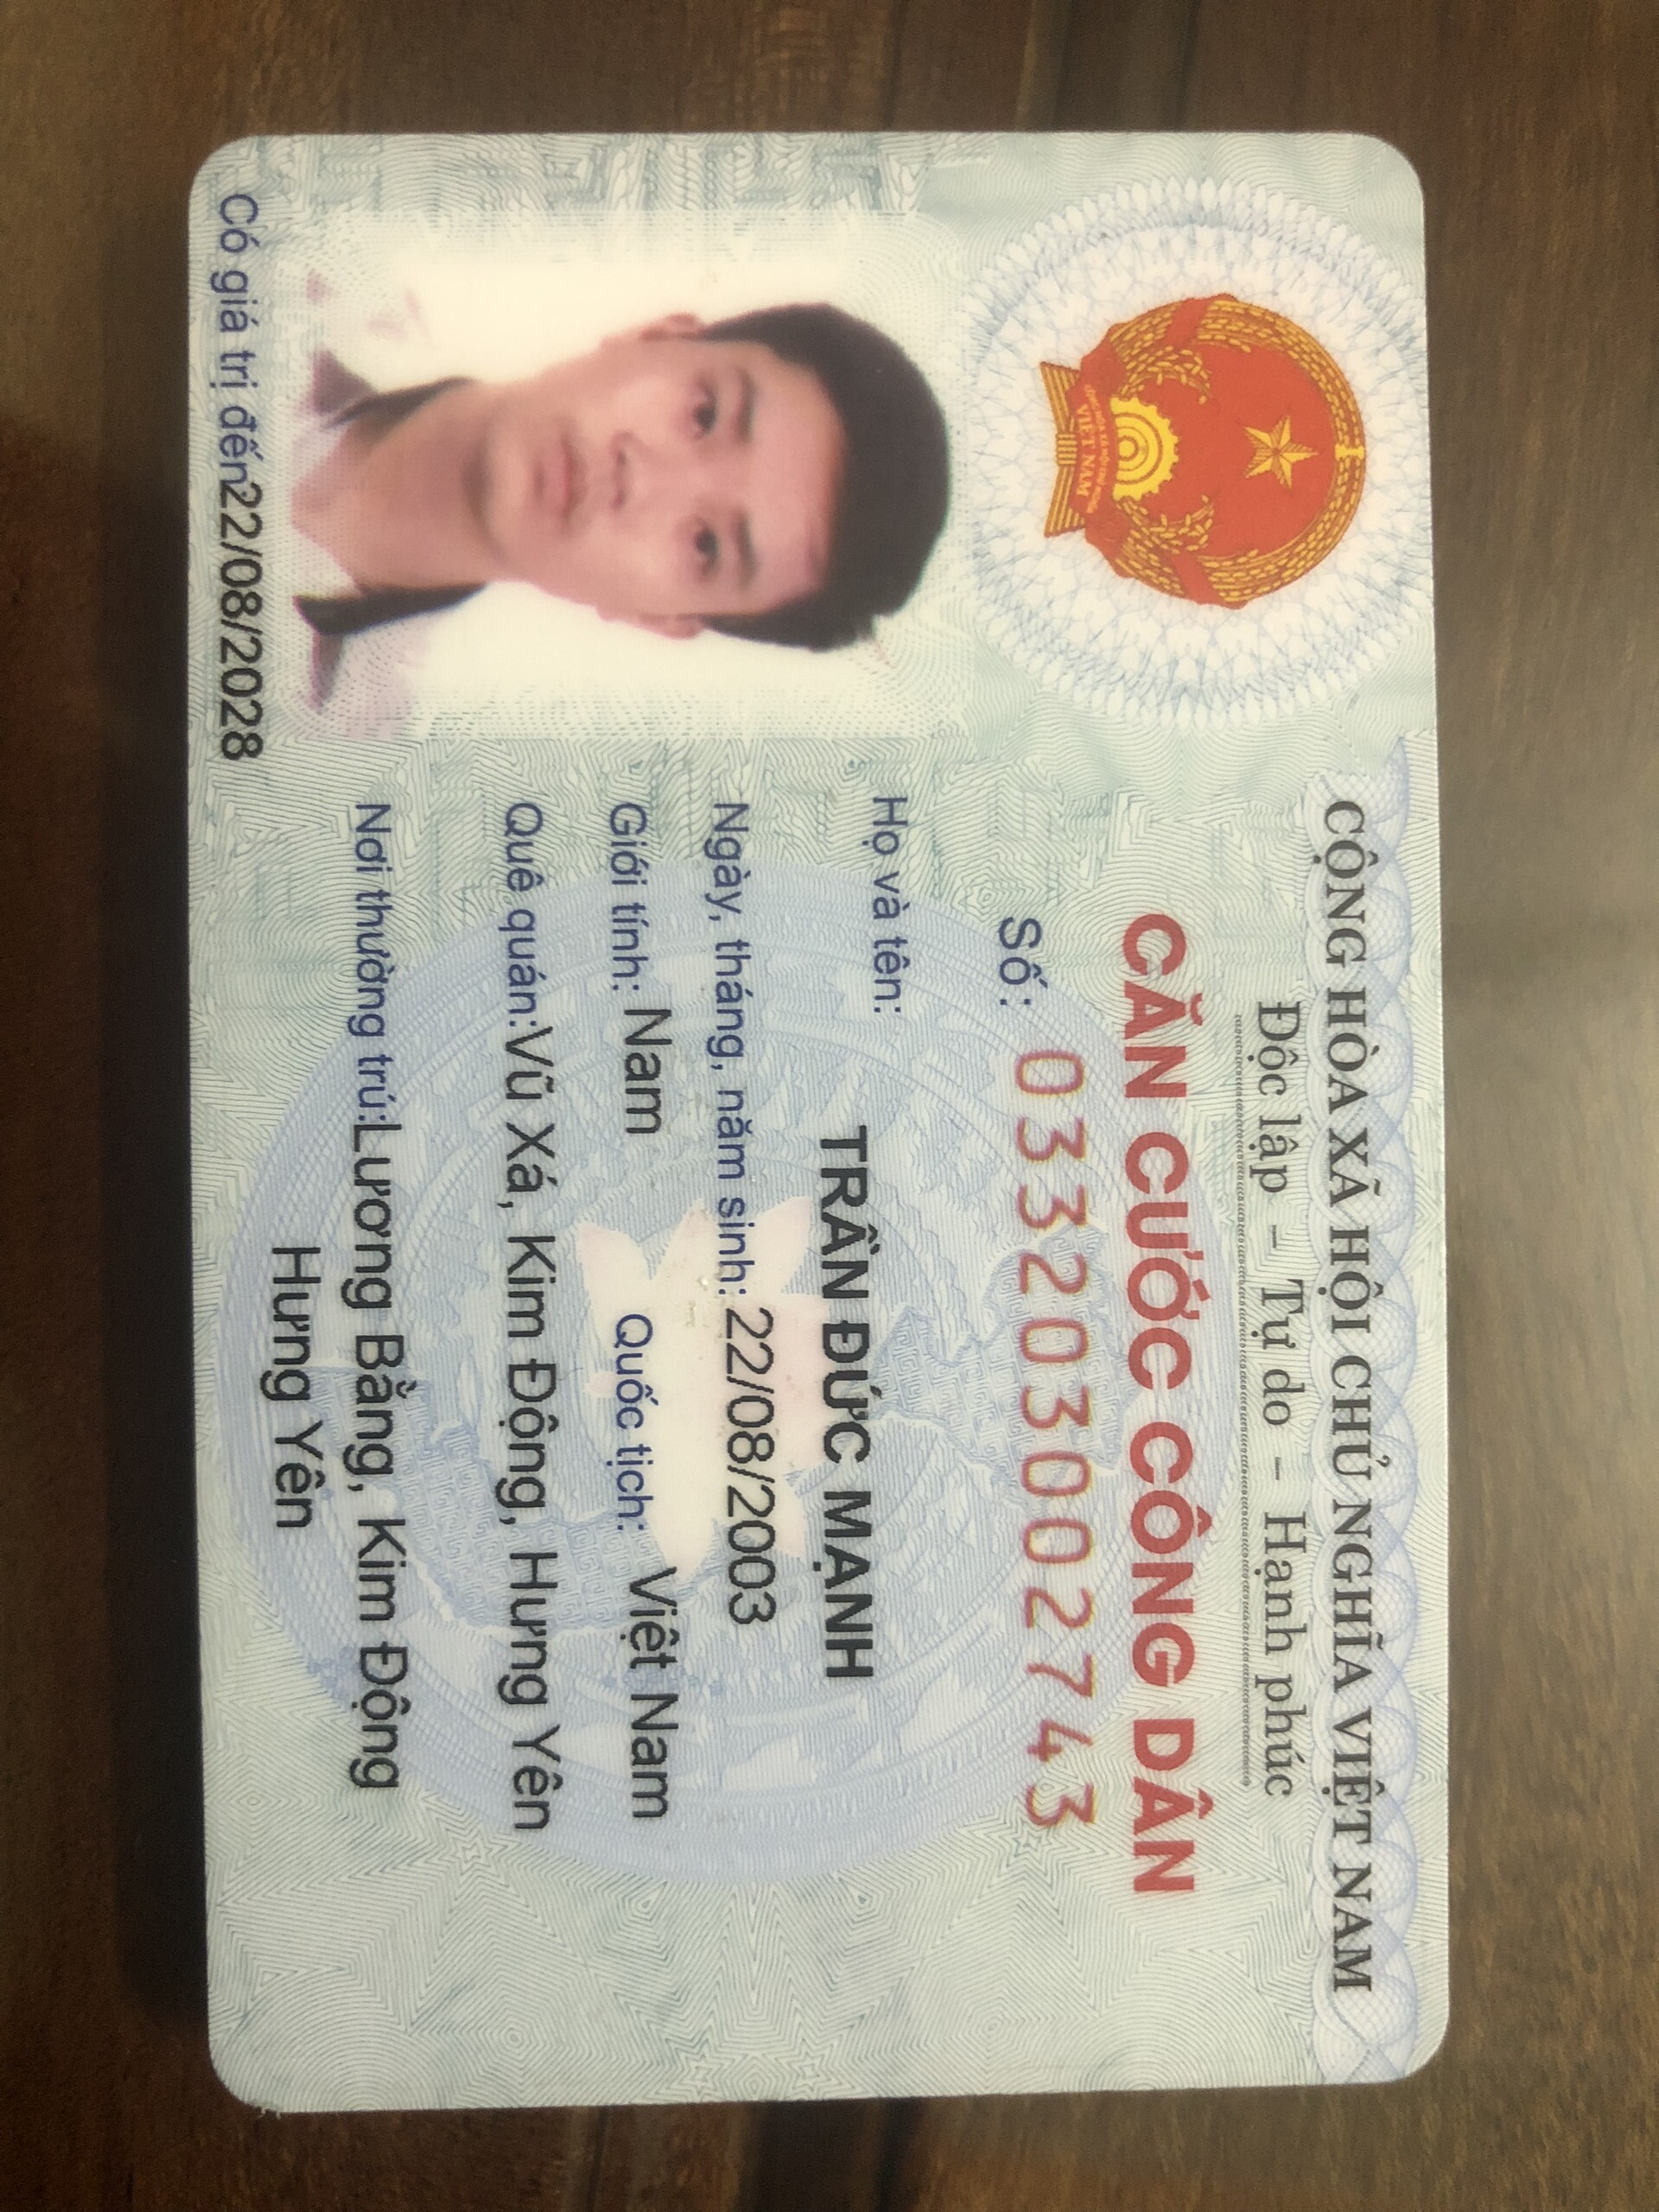 CỘNG HÒA XÃ HỘI CHỦ NGHĨA VIỆT NAM
Độc lập - Tự do - Hạnh phúc
CĂN CƯỚC CÔNG DÂN
Số: 033203002743
Họ và tên:
TRẦN ĐỨC MẠNH
Ngày, tháng, năm sinh: 22/08/2003
Giới tính: Nam Quốc tịch: Việt Nam
Quê quán: Vũ Xá, Kim Động, Hưng Yên
Nơi thường trú: Lương Bằng, Kim Động
Hưng Yên
Có giá trị đến 22/08/2028
VIỆT NAM